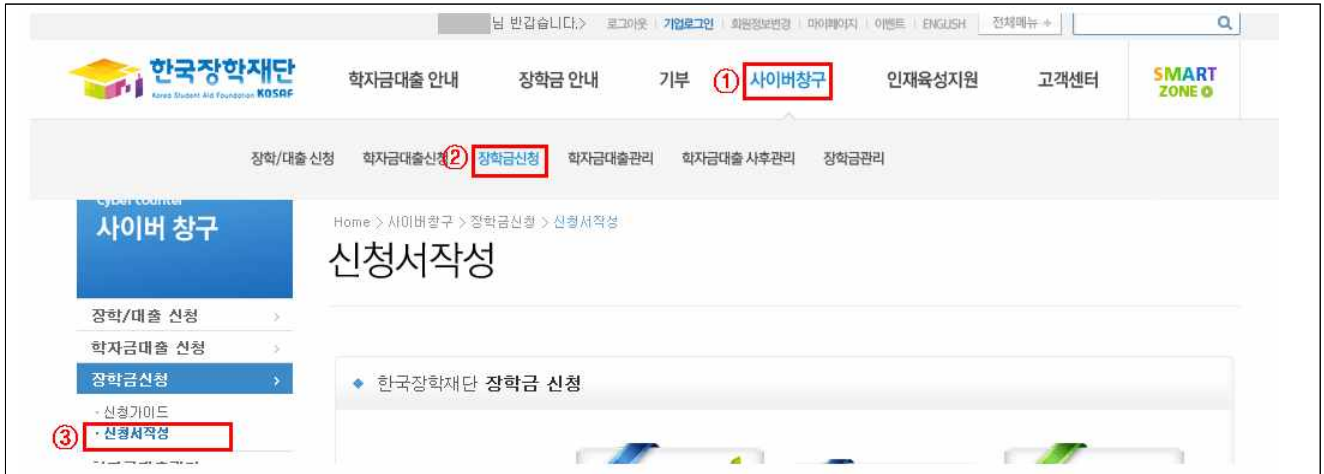 님 반갑습니다.> 로그아웃 기업로그인 회원정보변경 마이페이지 이벤트 ENGLISH 전체메뉴 +
한국장학재단
Korea Student Aid Foundation KOSAF
학자금대출 안내 장학금 안내 기부 ① 사이버창구 인재육성지원 고객센터 SMART ZONE
장학/대출 신청 학자금대출신청 ② 장학금신청 학자금대출관리 학자금대출 사후관리 장학금관리
Cyber counter
사이버 창구
Home > 사이버창구 > 장학금신청 > 신청서작성
신청서작성
장학/대출 신청
학자금대출 신청
장학금신청
◆ 한국장학재단 장학금 신청
· 신청가이드
③ · 신청서작성